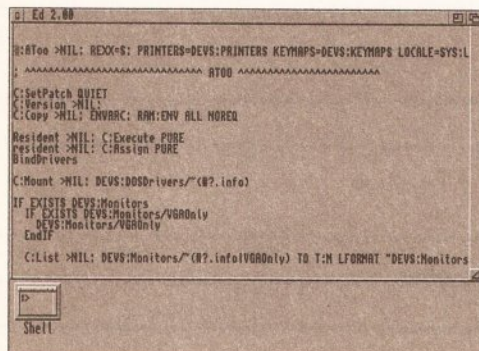 Ed 2.00
C:AToo >NIL: REXX=S: PRINTERS=DEVS:PRINTERS KEYMAPS=DEVS:KEYMAPS LOCALE=SYS:L
; ^^^^^^^^^^^^^^^^^^^^^^^^^^^^^ ATOO ^^^^^^^^^^^^^^^^^^^^^^^^
C:SetPatch QUIET
C:Version >NIL:
C:Copy >NIL: ENVARC: RAM:ENV ALL NOREQ
Resident >NIL: C:Execute PURE
resident >NIL: C:Assign PURE
BindDrivers
C:Mount >NIL: DEVS:DOSDrivers/~(#?.info)
IF EXISTS DEVS:Monitors
IF EXISTS DEVS:Monitors/VGAOnly
DEVS:Monitors/VGAOnly
EndIF
C:List >NIL: DEVS:Monitors/~(#?.info|VGAOnly) TO T:M LFORMAT "DEVS:Monitors
Shell